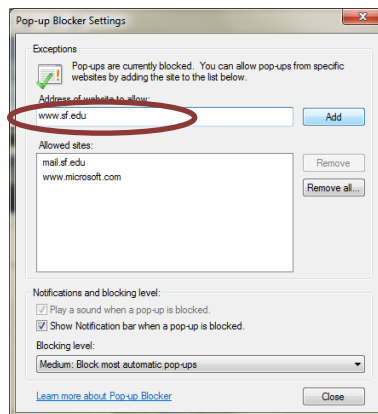 Pop-up Blocker Settings
Exceptions
Pop-ups are currently blocked. You can allow pop-ups from specific
websites by adding the site to the list below.
Address of website to allow:
www.sf.edu
Add
Allowed sites:
mail.sf.edu
www.microsoft.com
Remove
Remove all...
Notifications and blocking level:
Play a sound when a pop-up is blocked.
Show Notification bar when a pop-up is blocked.
Blocking level:
Medium: Block most automatic pop-ups
Learn more about Pop-up Blocker
Close